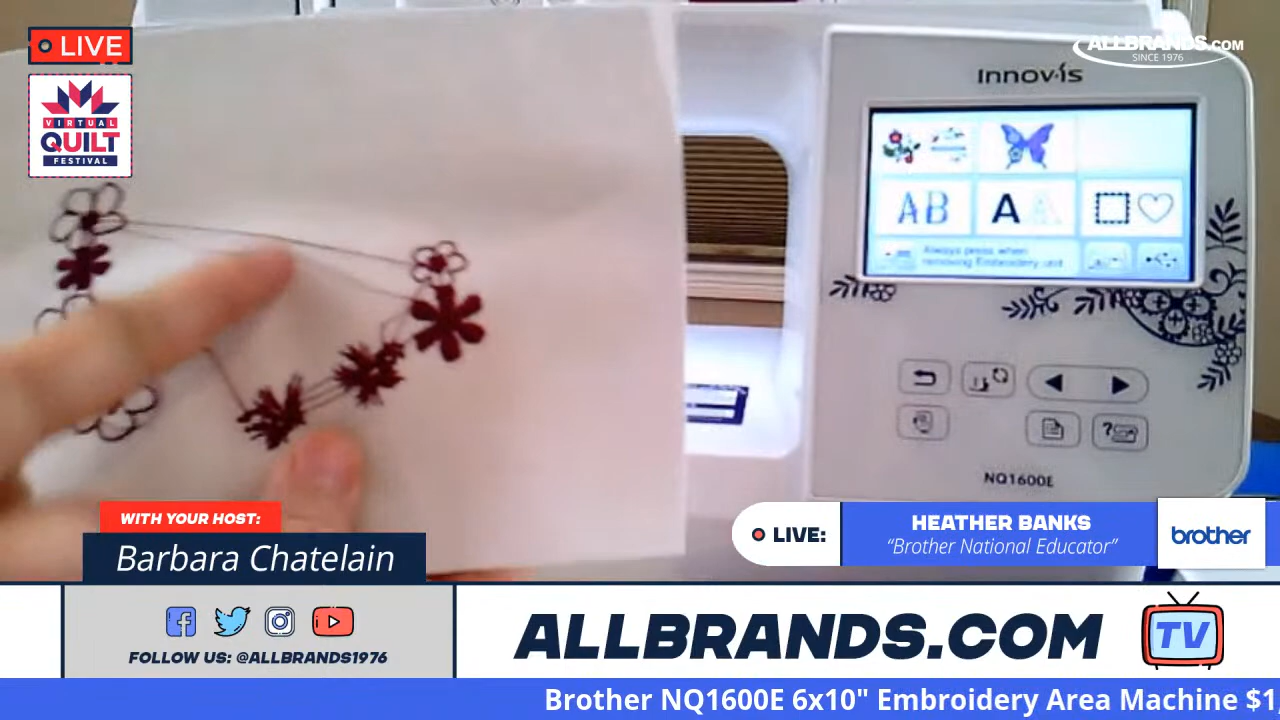 LIVE
VIRTUAL
QUILT
FESTIVAL
ALLBRANDS.COM
SINCE 1976
INNOV-ÍS
AB
A A
Always press when
removing Embroidery unit
NQ1600E
WITH YOUR HOST:
Barbara Chatelain
LIVE:
HEATHER BANKS
“Brother National Educator”
brother
FOLLOW US: @ALLBRANDS1976
ALLBRANDS.COM
TV
Brother NQ1600E 6x10" Embroidery Area Machine $1,